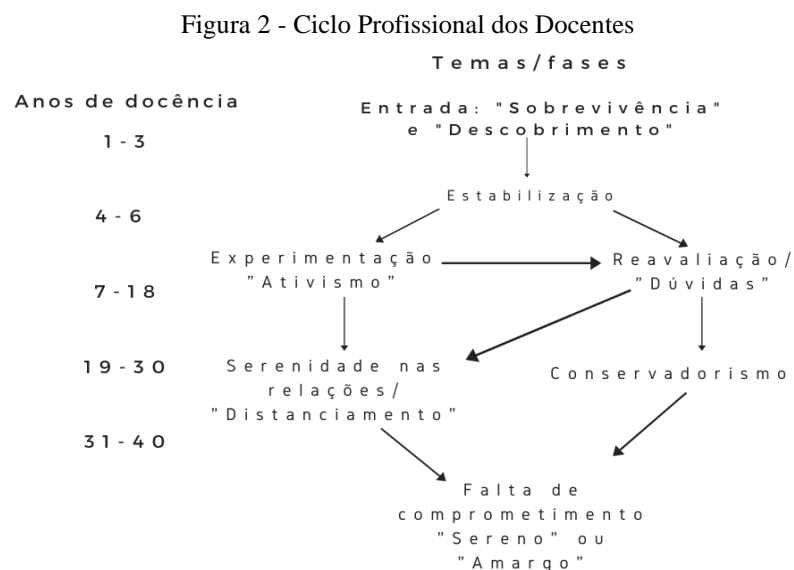 Figura 2 - Ciclo Profissional dos Docentes
Temas/fases
Anos de docência
Entrada: "Sobrevivência"
e "Descobrimento"
1 - 3
Estabilização
4 - 6
Experimentação
"Ativismo"
Reavaliação/
"Dúvidas"
7 - 18
19 - 30
Serenidade nas
relações/
"Distanciamento"
Conservadorismo
31 - 40
Falta de
comprometimento
"Sereno" ou
"Amargo"